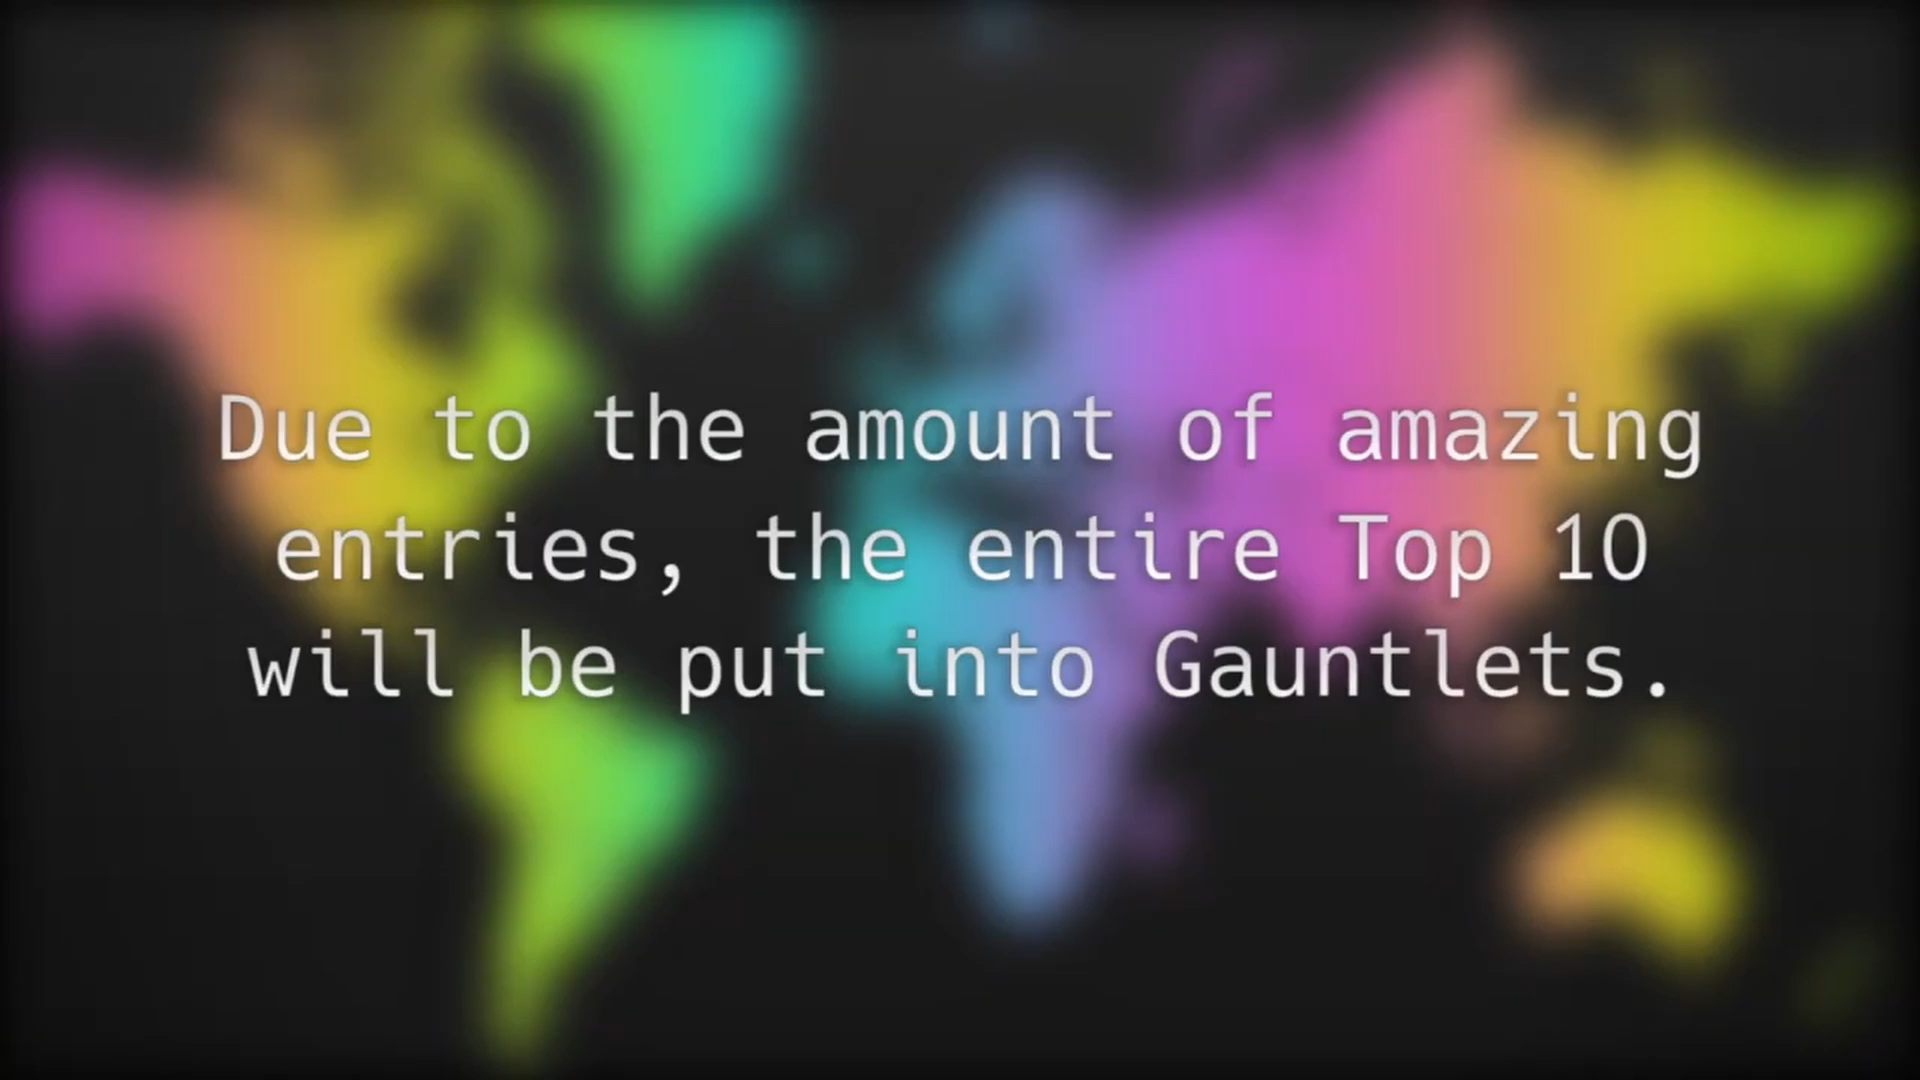 Due to the amount of amazing
entries, the entire Top 10
will be put into Gauntlets.